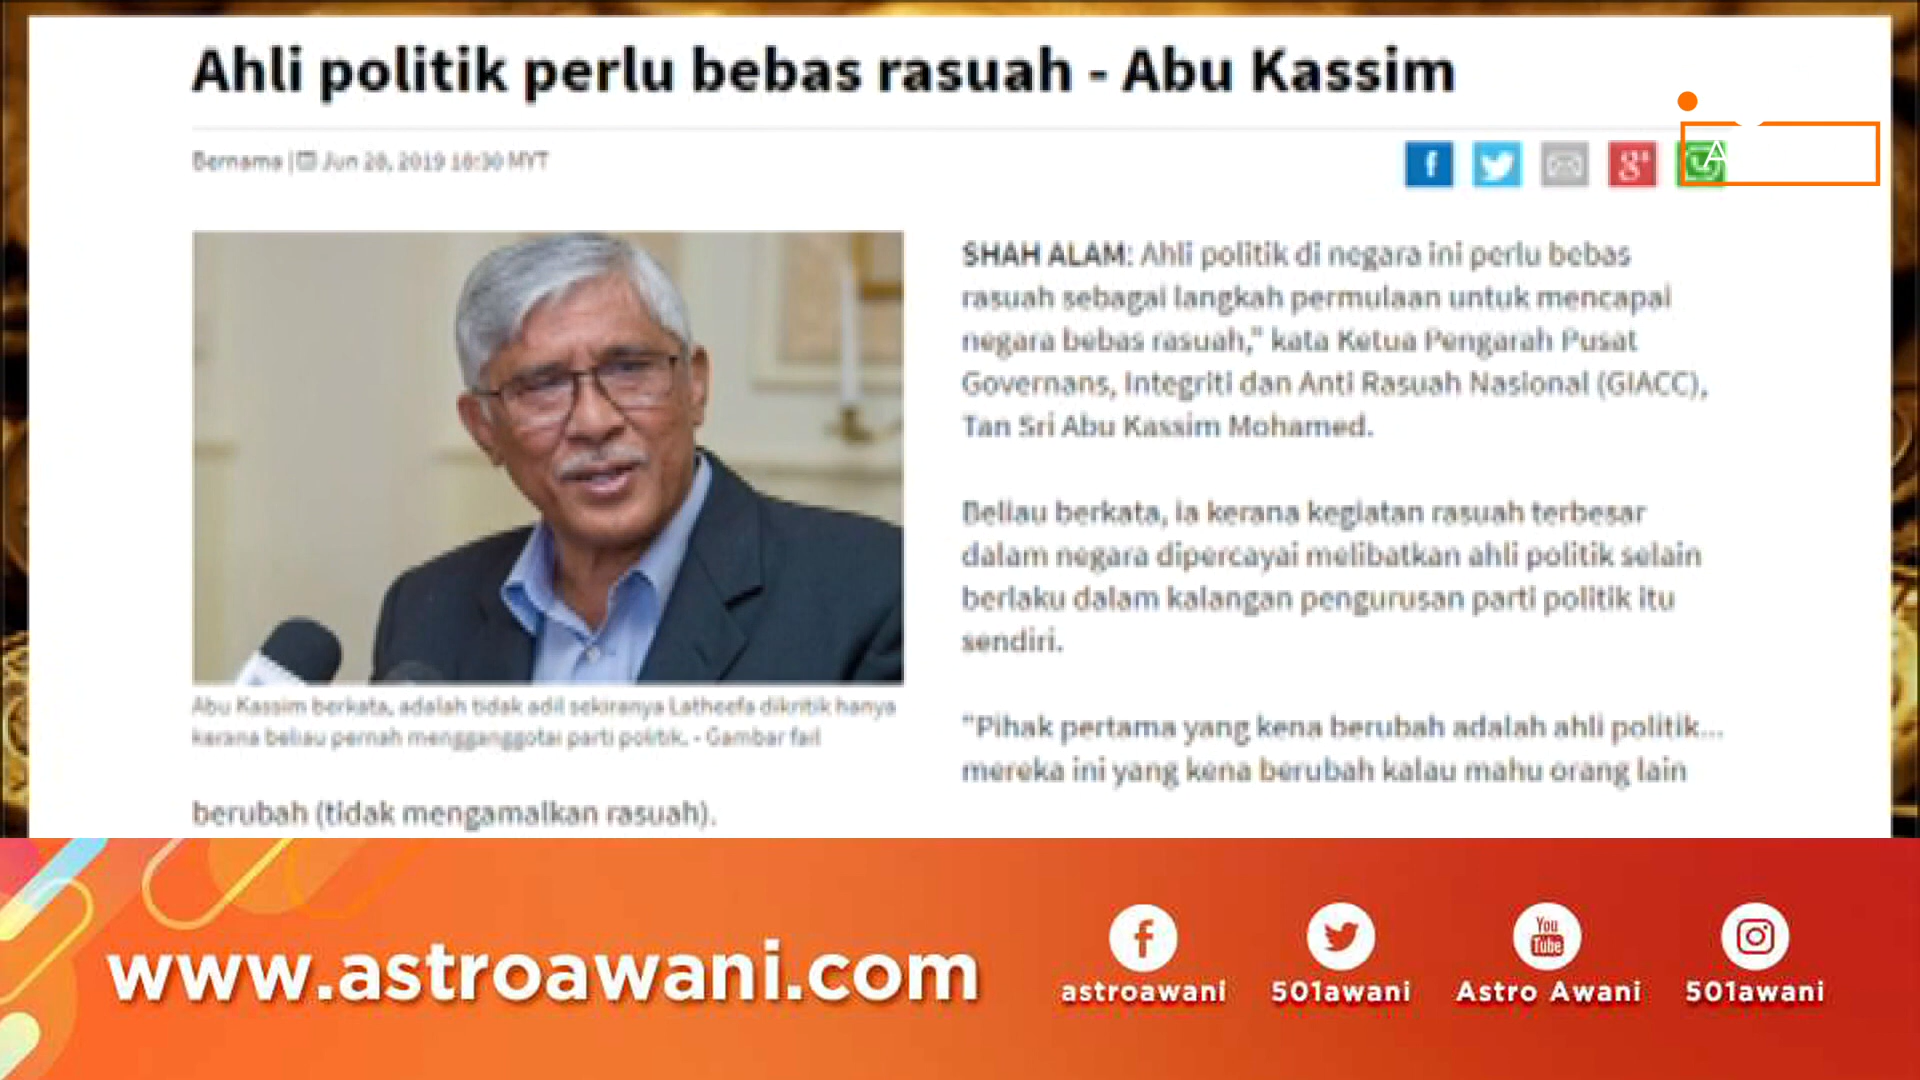 Ahli politik perlu bebas rasuah - Abu Kassim
Bernama | Jun 28, 2019 18:30 MYT
SHAH ALAM: Ahli politik di negara ini perlu bebas
rasuah sebagai langkah permulaan untuk mencapai
negara bebas rasuah," kata Ketua Pengarah Pusat
Governans, Integriti dan Anti Rasuah Nasional (GIACC),
Tan Sri Abu Kassim Mohamed.
Beliau berkata, ia kerana kegiatan rasuah terbesar
dalam negara dipercayai melibatkan ahli politik selain
berlaku dalam kalangan pengurusan parti politik itu
sendiri.
Abu Kassim berkata, adalah tidak adil sekiranya Latheefa dikritik hanya
kerana beliau pernah mengganggotai parti politik. - Gambar fail
"Pihak pertama yang kena berubah adalah ahli politik...
mereka ini yang kena berubah kalau mahu orang lain
berubah (tidak mengamalkan rasuah).
www.astroawani.com
astroawani
501awani
You Tube
Astro Awani
501awani